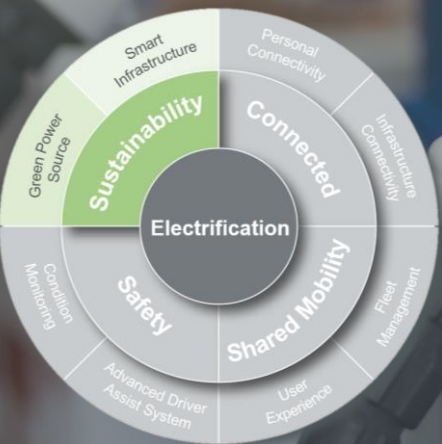 Smart
Infrastructure
Personal
Connectivity
Green Power
Source
Sustainability
Connected
Infrastructure
Connectivity
Electrification
Condition
Monitoring
Safety
Shared Mobility
Fleet
Management
Advanced Driver
Assist System
User
Experience